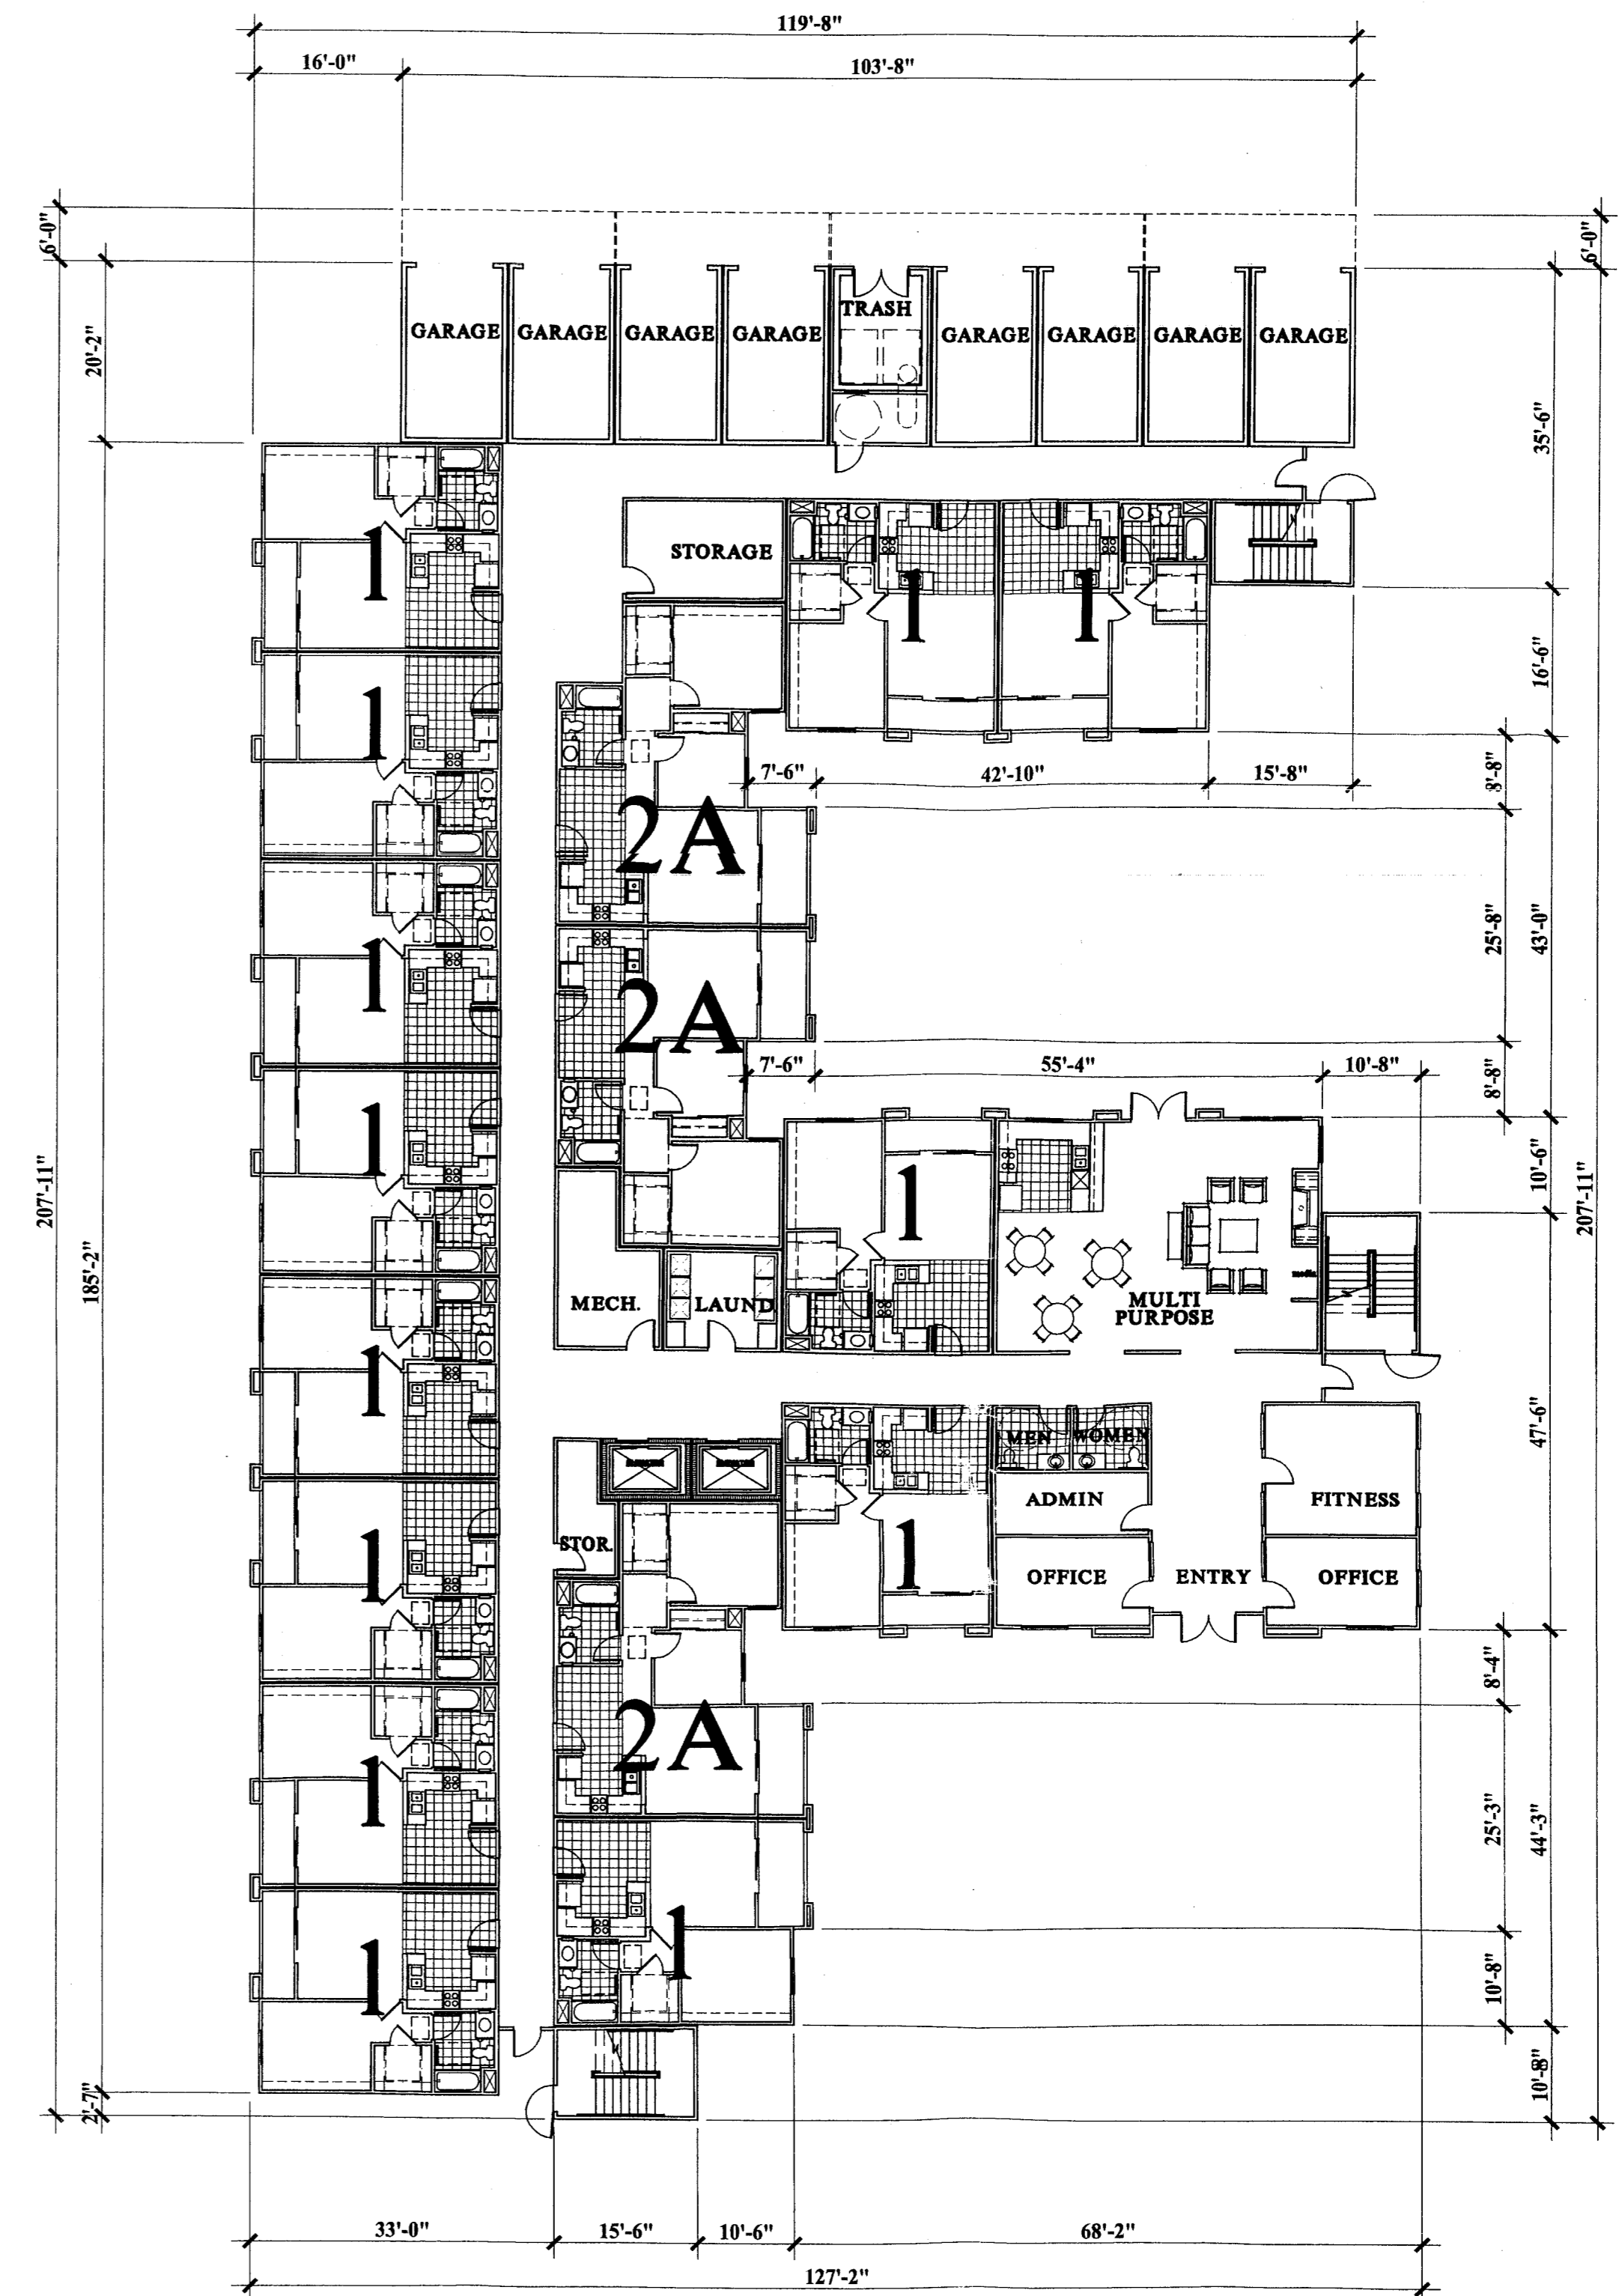 119'-8"
16'-0"
103'-8"
6'-0"
6'-0"
TRASH
GARAGE GARAGE GARAGE GARAGE GARAGE GARAGE GARAGE GARAGE
20'-2"
35'-6"
STORAGE
1
1
1
16'-6"
1
7'-6"
42'-10"
15'-8"
8'-8"
2A
25'-8"
43'-0"
1
2A
7'-6"
55'-4"
10'-8"
8'-8"
1
10'-6"
207'-11"
207'-11"
185'-2"
1
MECH.
LAUND
MULTI
PURPOSE
media
1
47'-6"
MEN
WOMEN
ADMIN
FITNESS
1
STOR.
1
OFFICE
ENTRY
OFFICE
8'-4"
2A
1
25'-3"
44'-3"
1
1
10'-8"
2'-7"
10'-8"
33'-0"
15'-6"
10'-6"
68'-2"
127'-2"